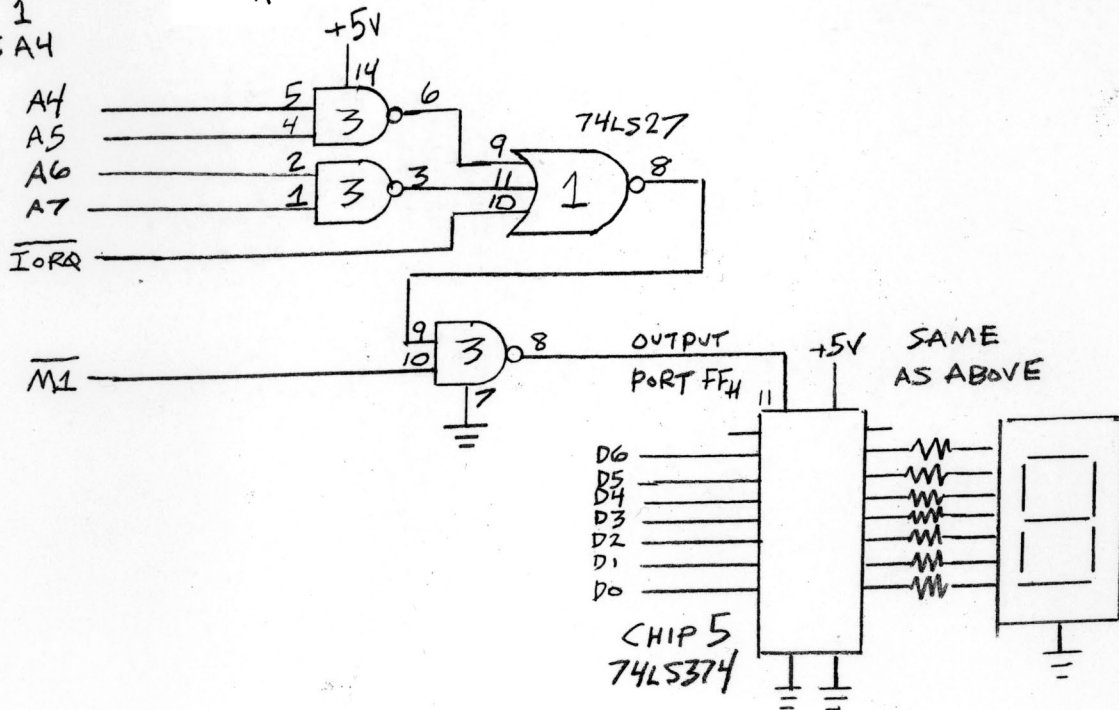 1
A4
+5V
14
A4
5
6
A5
4
3
74LS27
A6
2
9
8
A7
1
3
3
11
1
10
IORQ
9
8
OUTPUT
+5V
SAME
M1
10
3
PORT FFH
AS ABOVE
7
11
D6
D5
D4
D3
D2
D1
D0
CHIP 5
74LS374